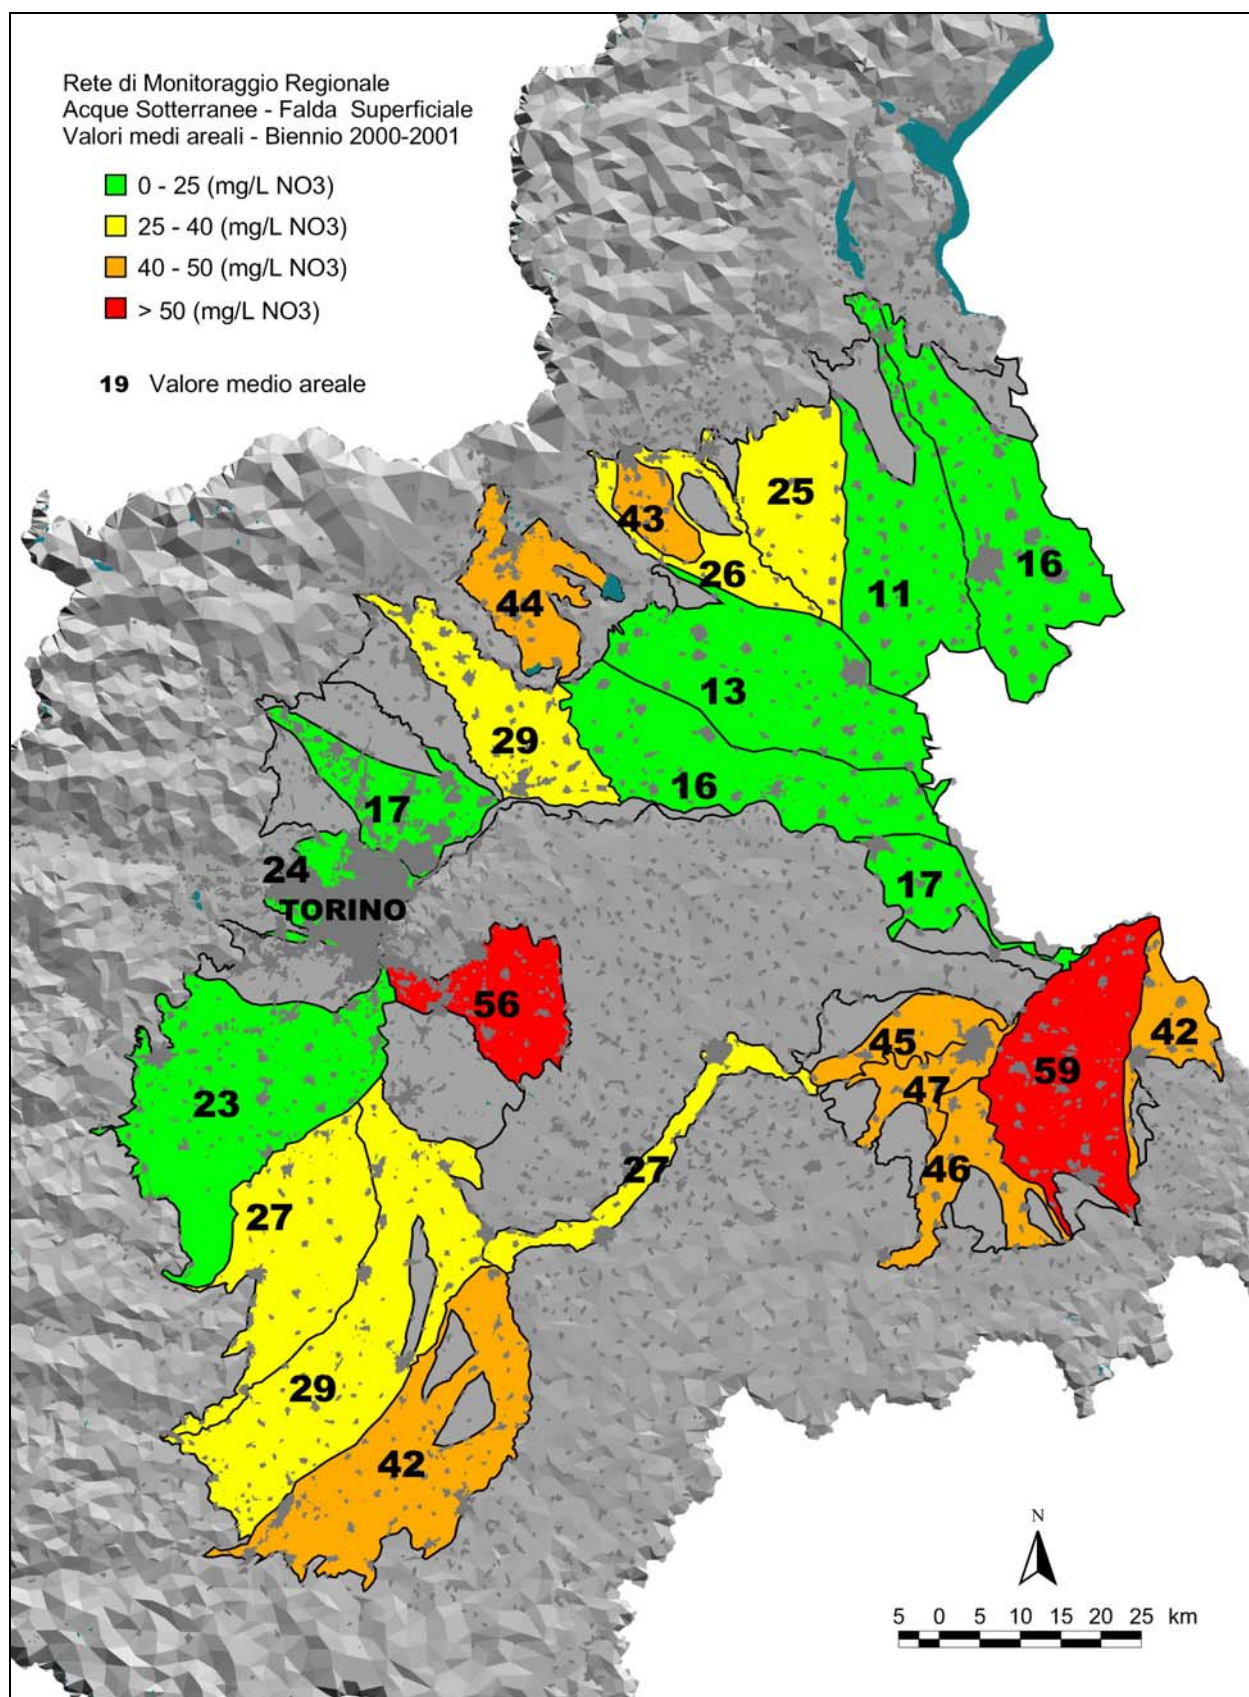 Rete di Monitoraggio Regionale
Acque Sotterranee - Falda Superficiale
Valori medi areali - Biennio 2000-2001
0 - 25 (mg/L NO3)
25 - 40 (mg/L NO3)
40 - 50 (mg/L NO3)
> 50 (mg/L NO3)
19 Valore medio areale
25
43
16
26
11
44
13
29
16
17
24
17
TORINO
56
42
45
59
47
23
27
46
27
29
42
N
5 0 5 10 15 20 25 km